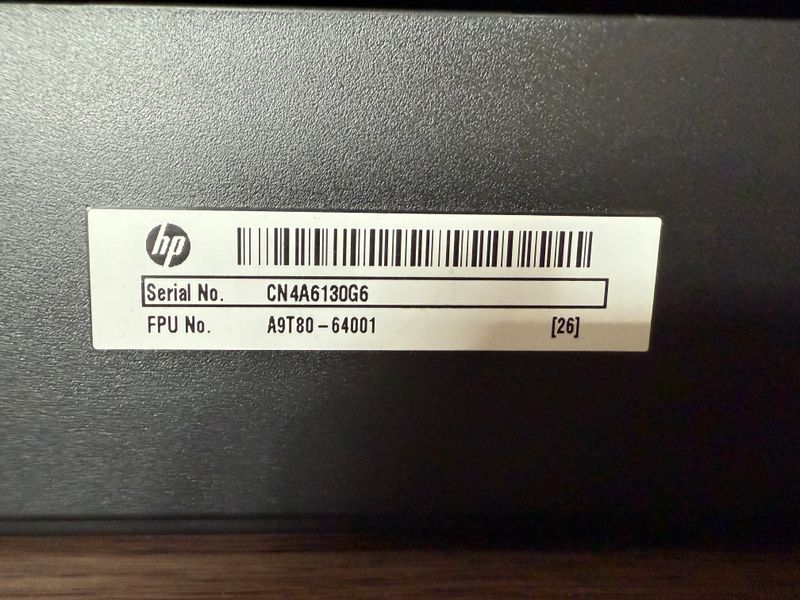 hp
Serial No. CN4A6130G6
FPU No. A9T80-64001 [26]